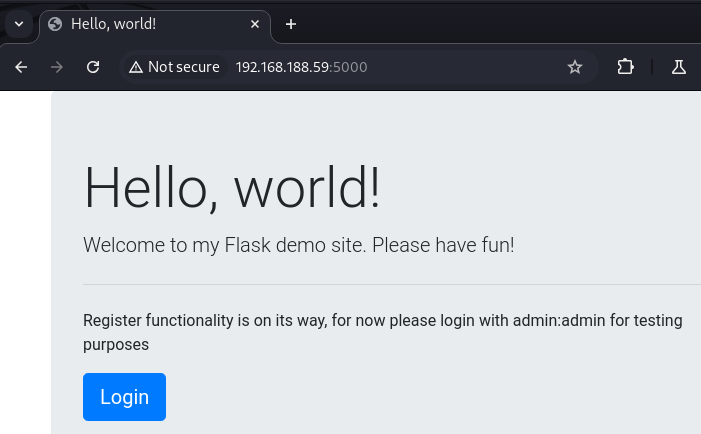 Hello, world!
Not secure 192.168.188.59:5000
Hello, world!
Welcome to my Flask demo site. Please have fun!
Register functionality is on its way, for now please login with admin:admin for testing
purposes
Login